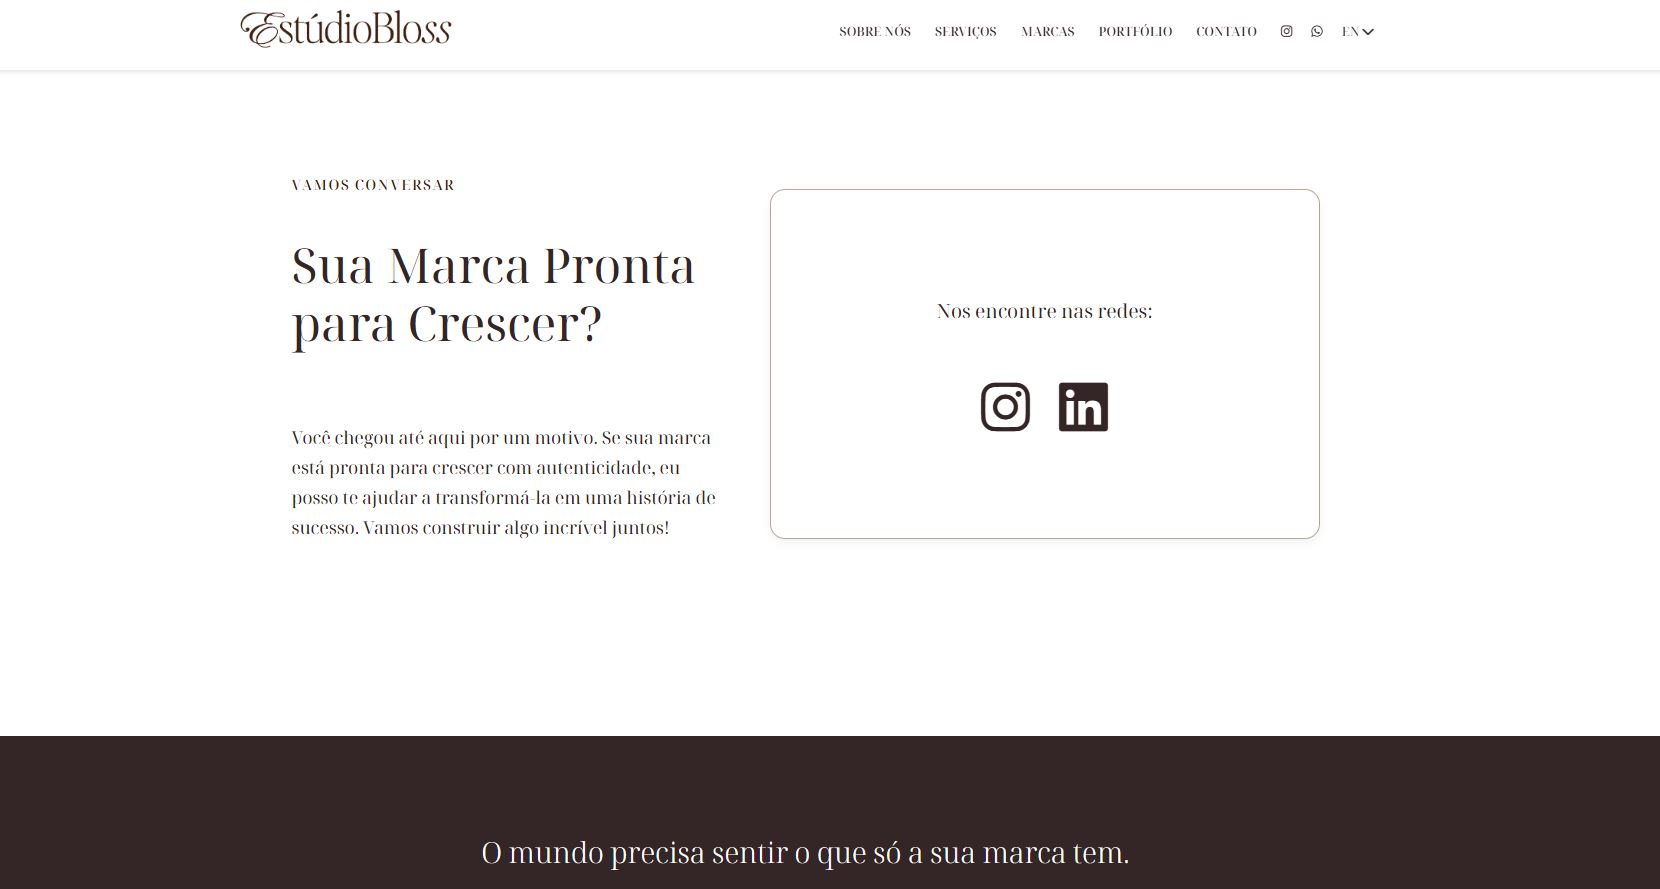 EstúdioBloss
SOBRE NÓS
SERVIÇOS
MARCAS
PORTFÓLIO
CONTATO
EN
VAMOS CONVERSAR
Sua Marca Pronta
para Crescer?
Você chegou até aqui por um motivo. Se sua marca
está pronta para crescer com autenticidade, eu
posso te ajudar a transformá-la em uma história de
sucesso. Vamos construir algo incrível juntos!
Nos encontre nas redes:
in
O mundo precisa sentir o que só a sua marca tem.